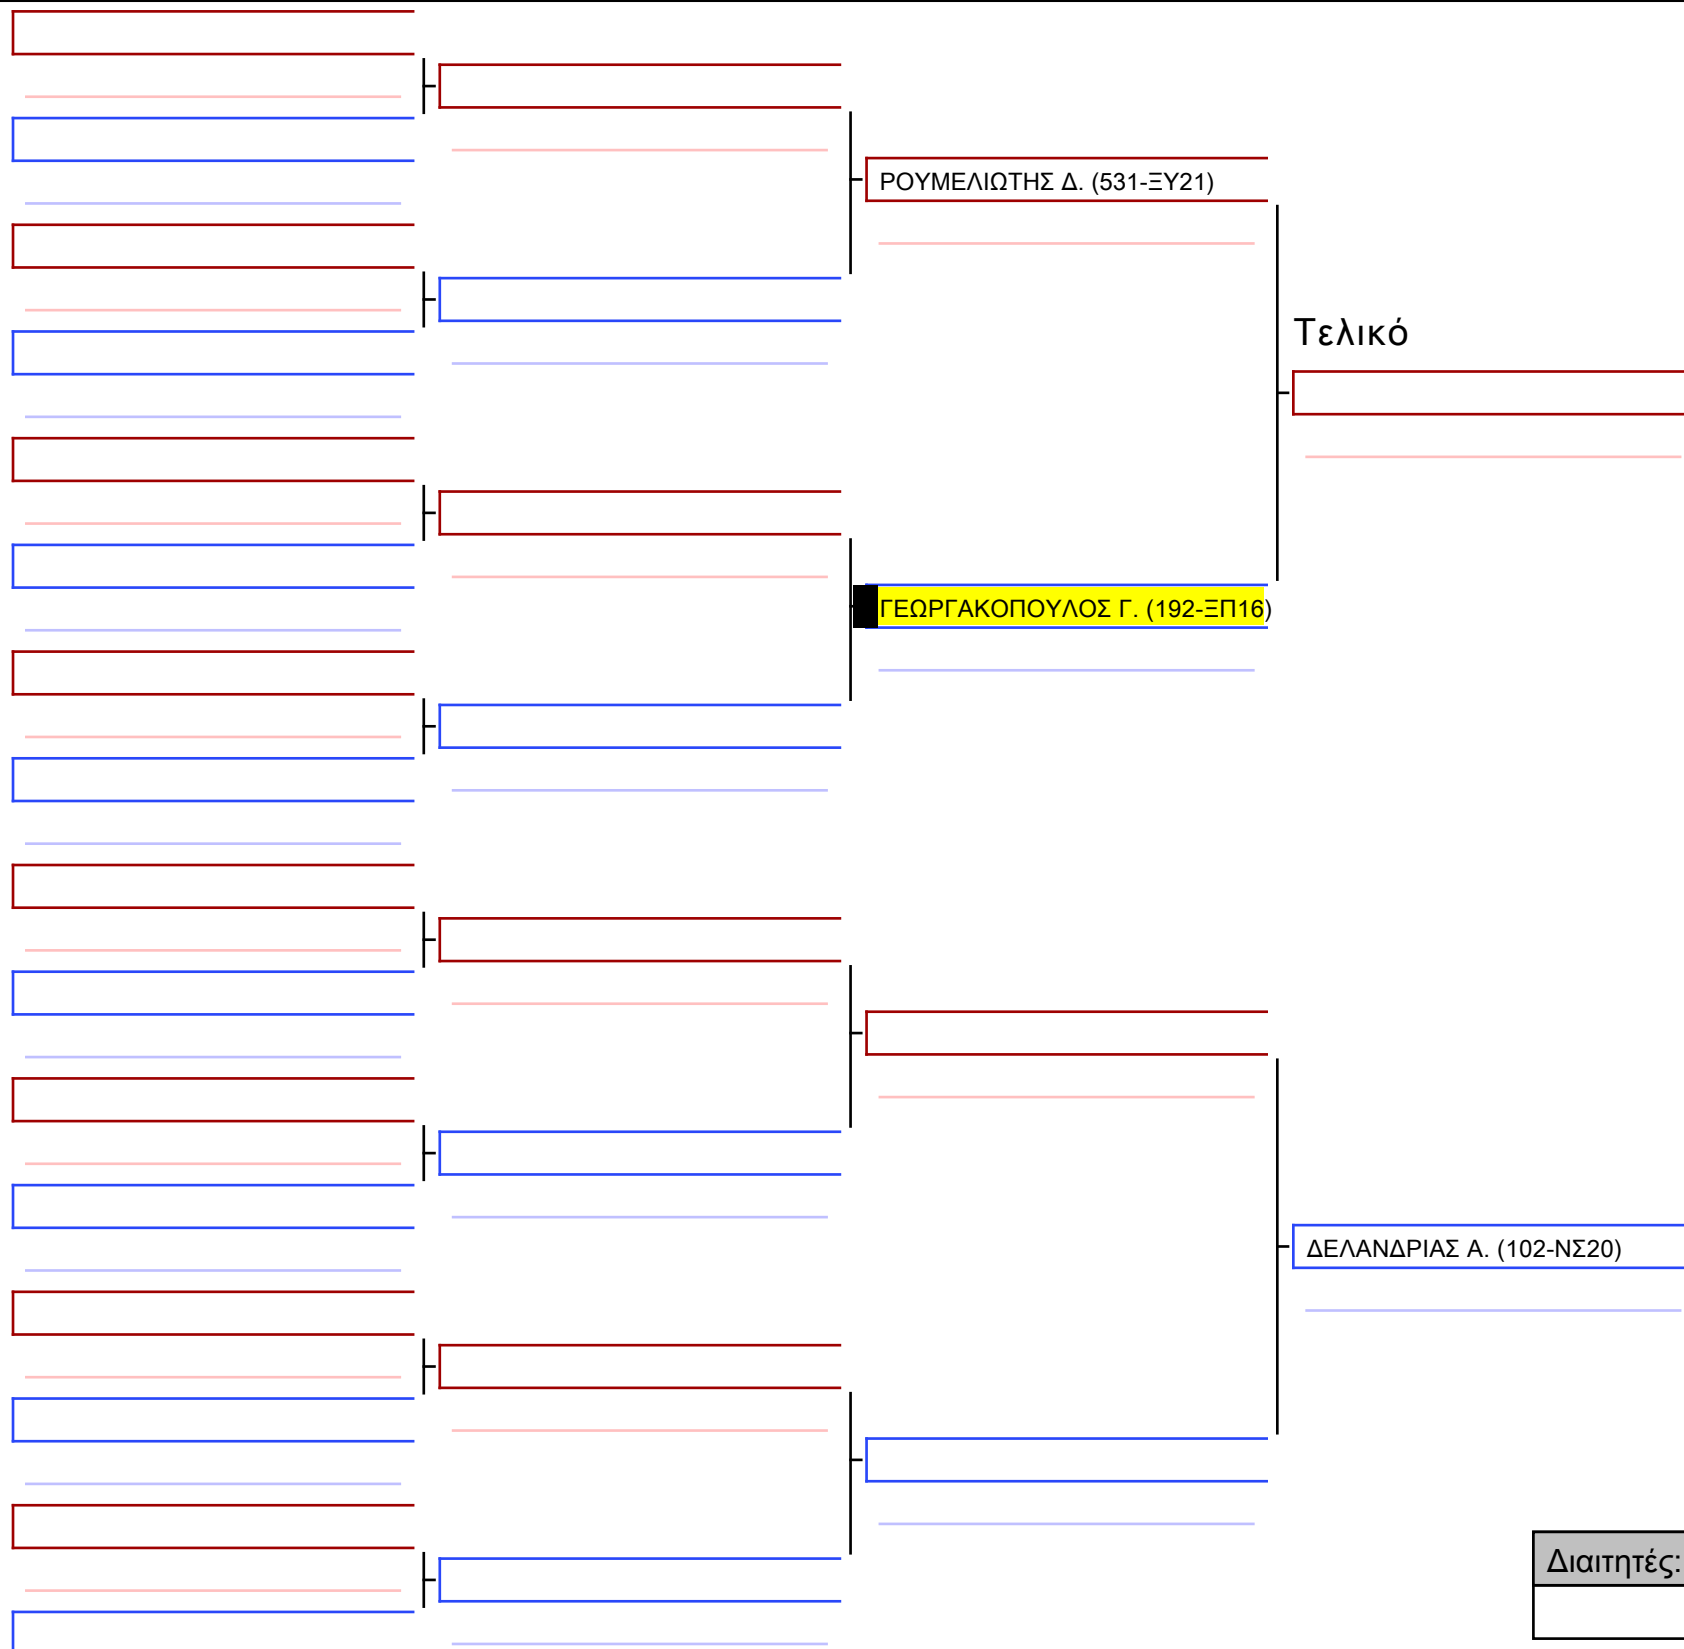 ΡΟΥΜΕΛΙΩΤΗΣ Δ. (531-ΞΥ21)
Τελικό
ΓΕΩΡΓΑΚΟΠΟΥΛΟΣ Γ. (192-ΞΠ16)
ΔΕΛΑΝΔΡΙΑΣ Α. (102-ΝΣ20)
Διαιτητές: